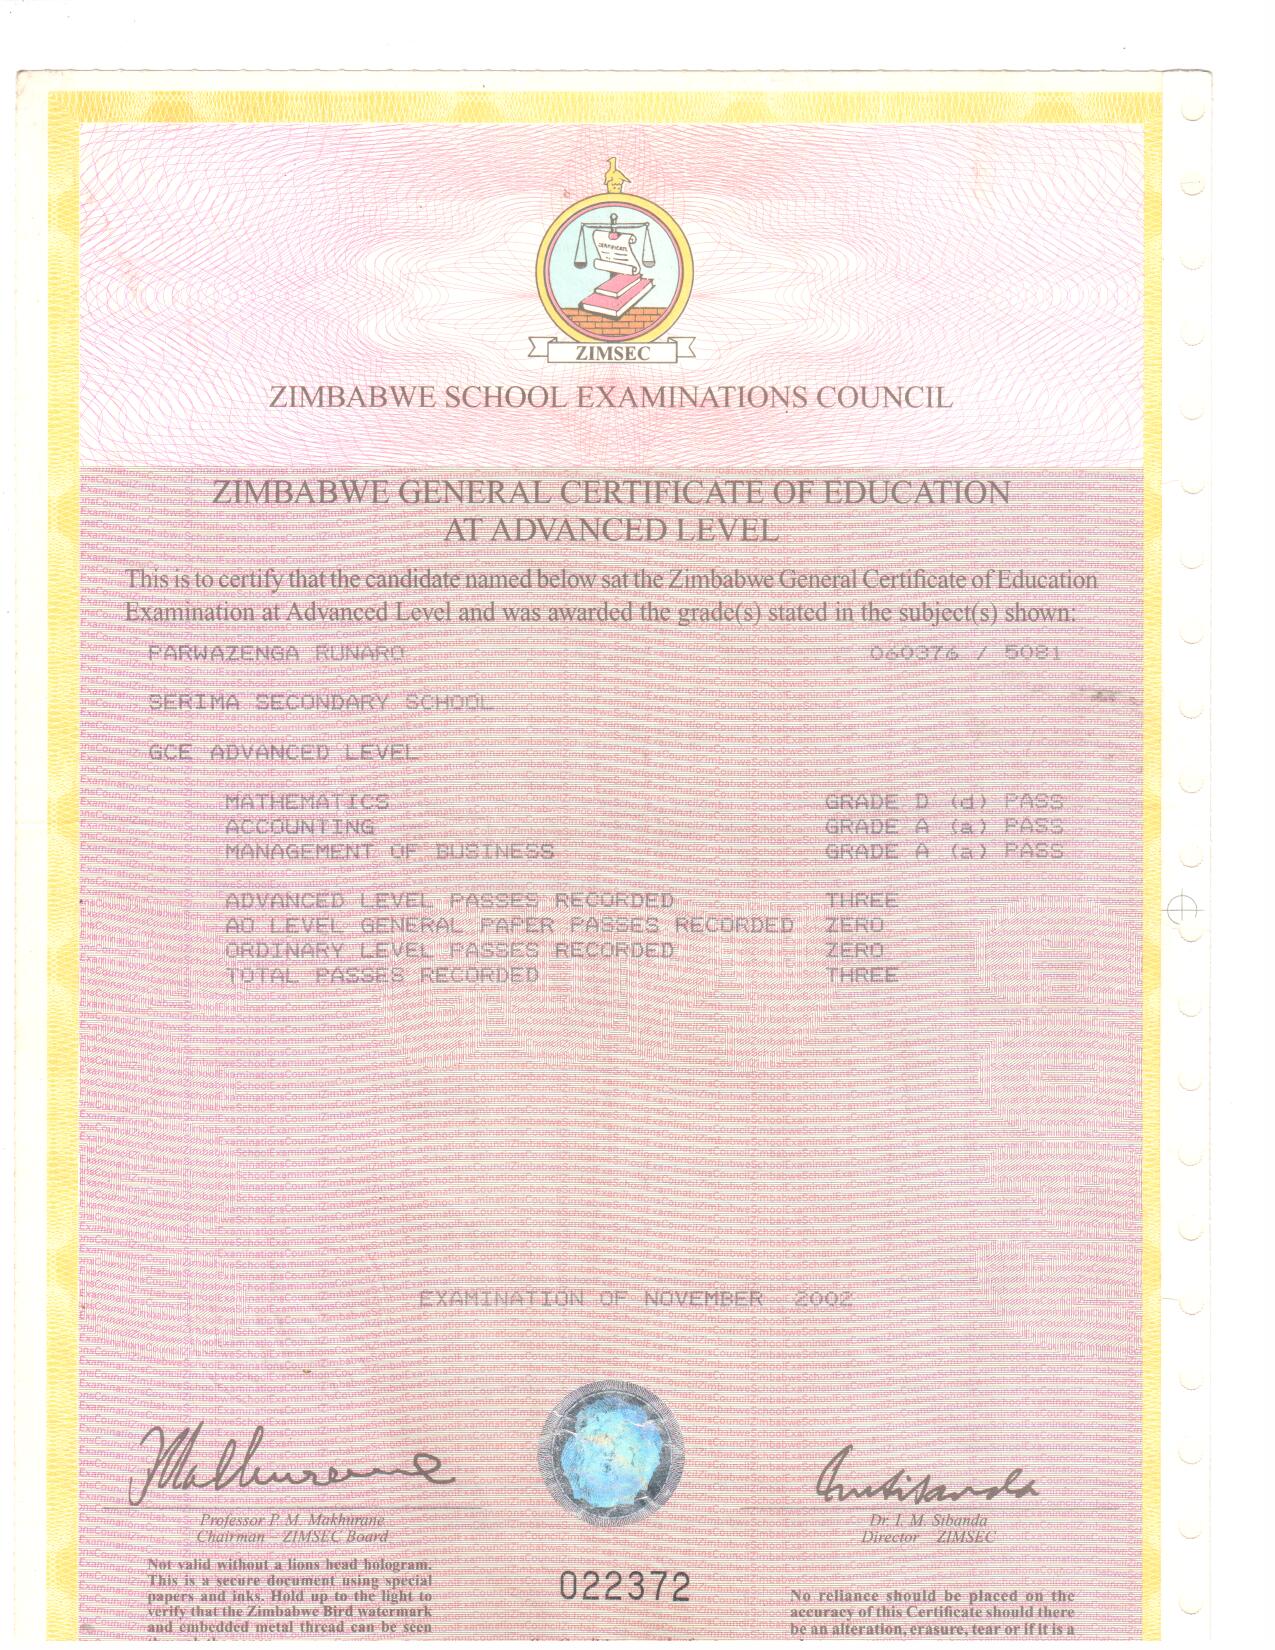 CERTIFICATE
ZIMSEC
ZIMBABWE SCHOOL EXAMINATIONS COUNCIL
ZIMBABWE GENERAL CERTIFICATE OF EDUCATION
AT ADVANCED LEVEL
This is to certify that the candidate named below sat the Zimbabwe General Certificate of Education
Examination at Advanced Level and was awarded the grade(s) stated in the subject(s) shown:
PARWAZENGA RUNARO 060376 / 5081
SERIMA SECONDARY SCHOOL
GCE ADVANCED LEVEL
MATHEMATICS GRADE D (d) PASS
ACCOUNTING GRADE A (a) PASS
MANAGEMENT OF BUSINESS GRADE A (a) PASS
ADVANCED LEVEL PASSES RECORDED THREE
AO LEVEL GENERAL PAPER PASSES RECORDED ZERO
ORDINARY LEVEL PASSES RECORDED ZERO
TOTAL PASSES RECORDED THREE
EXAMINATION OF NOVEMBER 2002
Professor P. M. Makhurane
Chairman – ZIMSEC Board
Dr. I. M. Sibanda
Director ZIMSEC
Not valid without a lions head hologram.
This is a secure document using special
papers and inks. Hold up to the light to
verify that the Zimbabwe Bird watermark
and embedded metal thread can be seen
022372
No reliance should be placed on the
accuracy of this Certificate should there
be an alteration, erasure, tear or if it is a